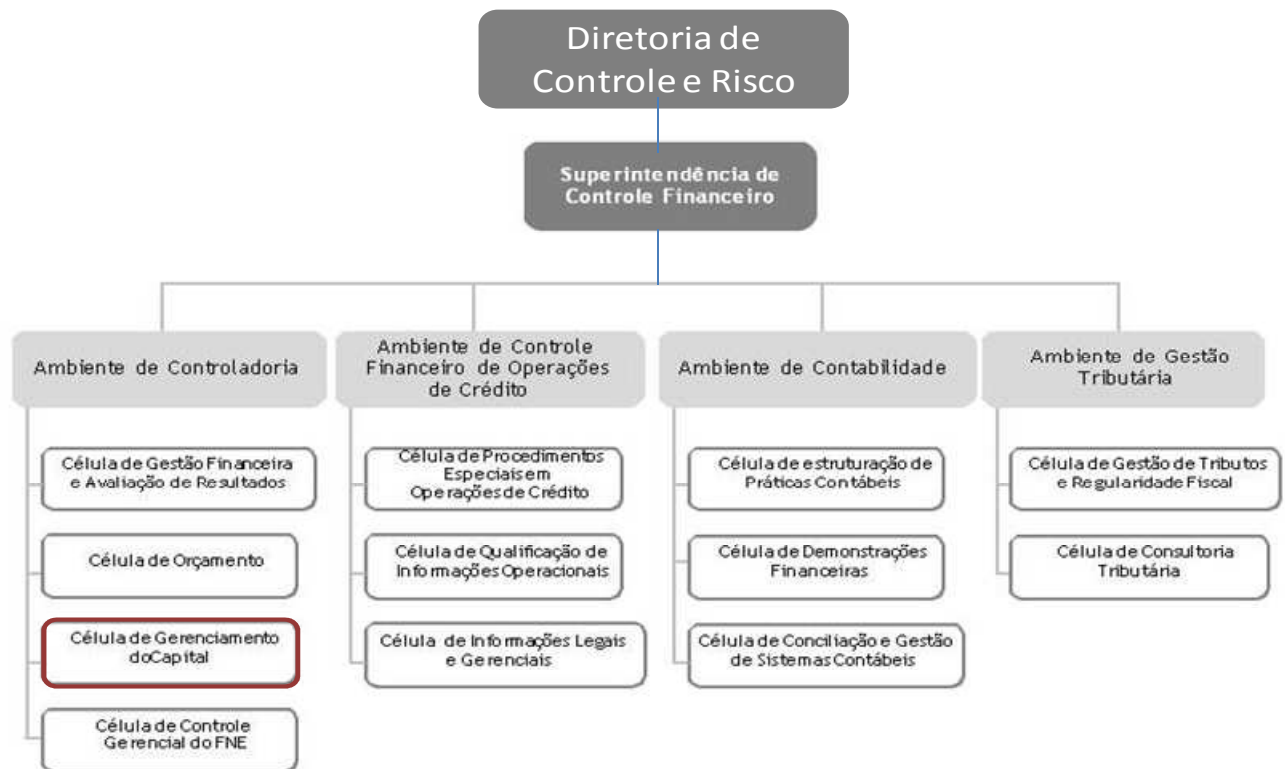 Diretoria de
Controle e Risco
Superintendência de
Controle Financeiro
Ambiente de Controladoria
Ambiente de Controle
Financeiro de Operações
de Crédito
Ambiente de Contabilidade
Ambiente de Gestão
Tributária
Célula de Gestão Financeira
e Avaliação de Resultados
Célula de Orçamento
Célula de Gerenciamento
doCapital
Célula de Controle
Gerencial do FNE
Célula de Procedimentos
Especiais em
Operações de Crédito
Célula de Qualificação de
Informações Operacionais
Célula de Informações Legais
e Gerenciais
Célula de estruturação de
Práticas Contábeis
Célula de Demonstrações
Financeiras
Célula de Conciliação e Gestão
de Sistemas Contábeis
Célula de Gestão de Tributos
e Regularidade Fiscal
Célula de Consultoria
Tributária